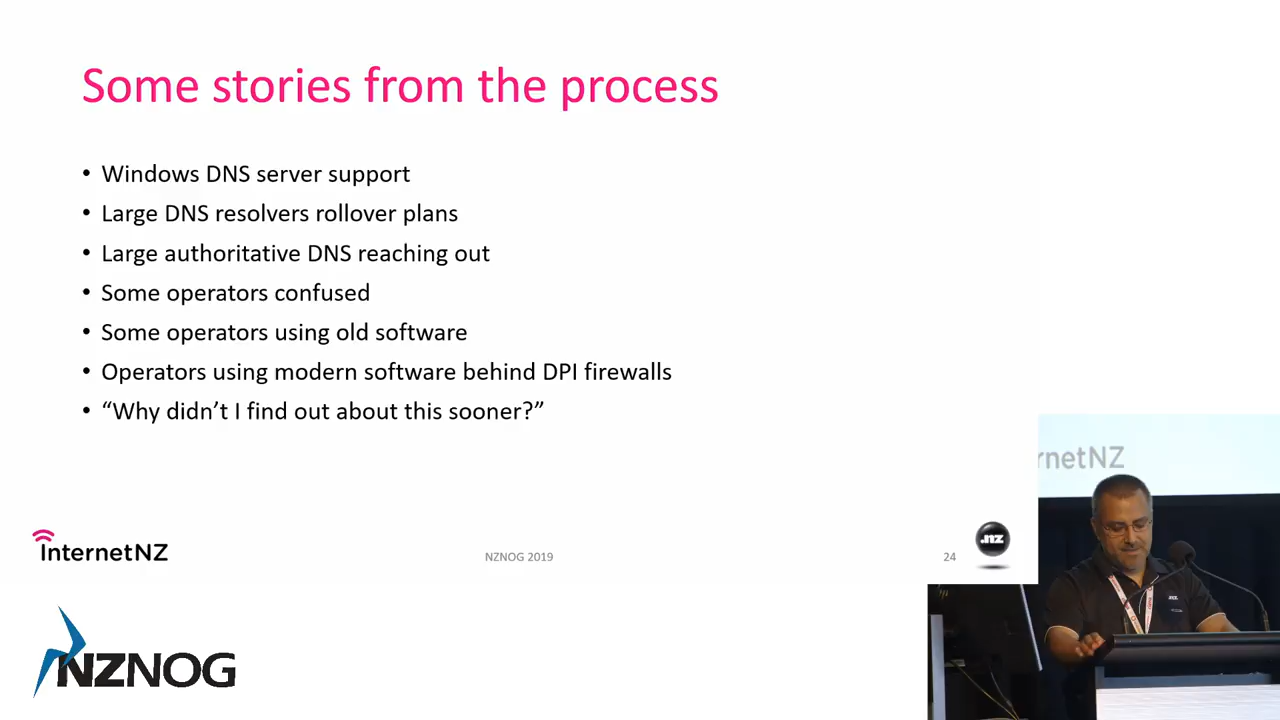 Some stories from the process
• Windows DNS server support
• Large DNS resolvers rollover plans
• Large authoritative DNS reaching out
• Some operators confused
• Some operators using old software
• Operators using modern software behind DPI firewalls
• “Why didn’t I find out about this sooner?”
rnetNZ
InternetNZ
NZNOG 2019
24
.nz
NZNOG